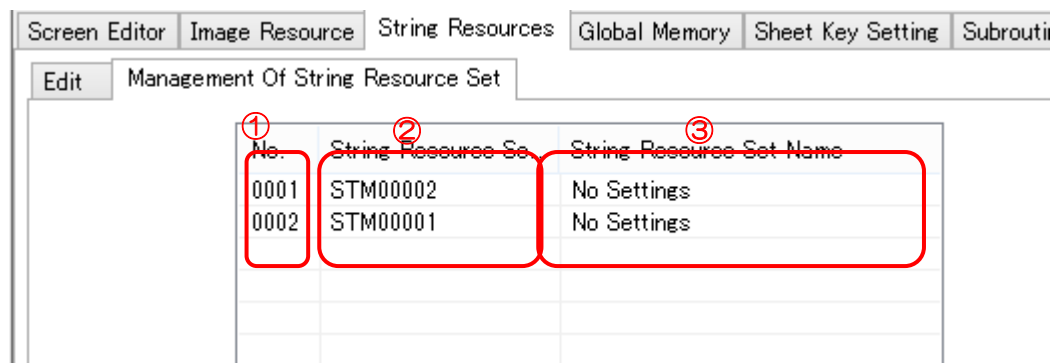 Screen Editor Image Resource String Resources Global Memory Sheet Key Setting Subrouti
Edit Management Of String Resource Set
① ② ③
No. String Resource Se... String Resource Set Name
0001 STM00002 No Settings
0002 STM00001 No Settings